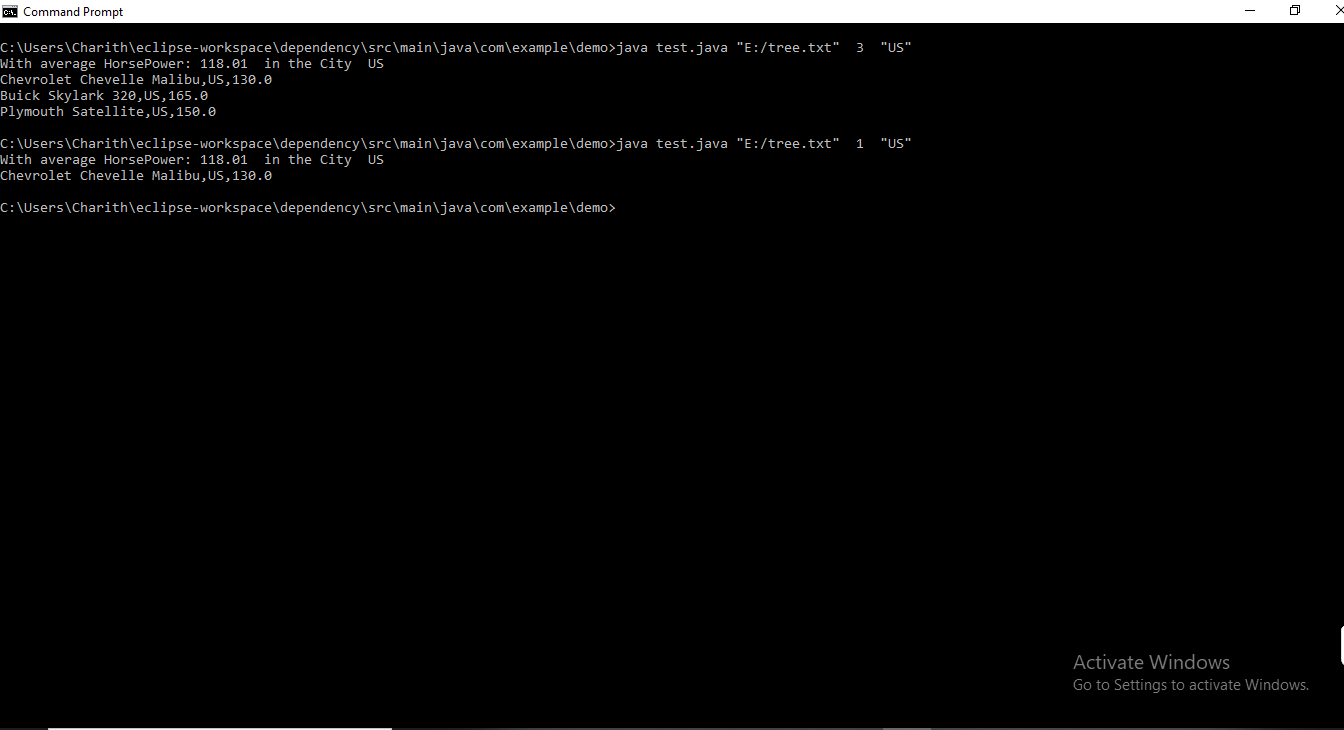 Command Prompt
C:\Users\Charith\eclipse-workspace\dependency\src\main\java\com\example\demo>java test.java "E:/tree.txt"  3  "US"
With average HorsePower: 118.01  in the City  US
Chevrolet Chevelle Malibu,US,130.0
Buick Skylark 320,US,165.0
Plymouth Satellite,US,150.0
C:\Users\Charith\eclipse-workspace\dependency\src\main\java\com\example\demo>java test.java "E:/tree.txt"  1  "US"
With average HorsePower: 118.01  in the City  US
Chevrolet Chevelle Malibu,US,130.0
C:\Users\Charith\eclipse-workspace\dependency\src\main\java\com\example\demo>
Activate Windows
Go to Settings to activate Windows.